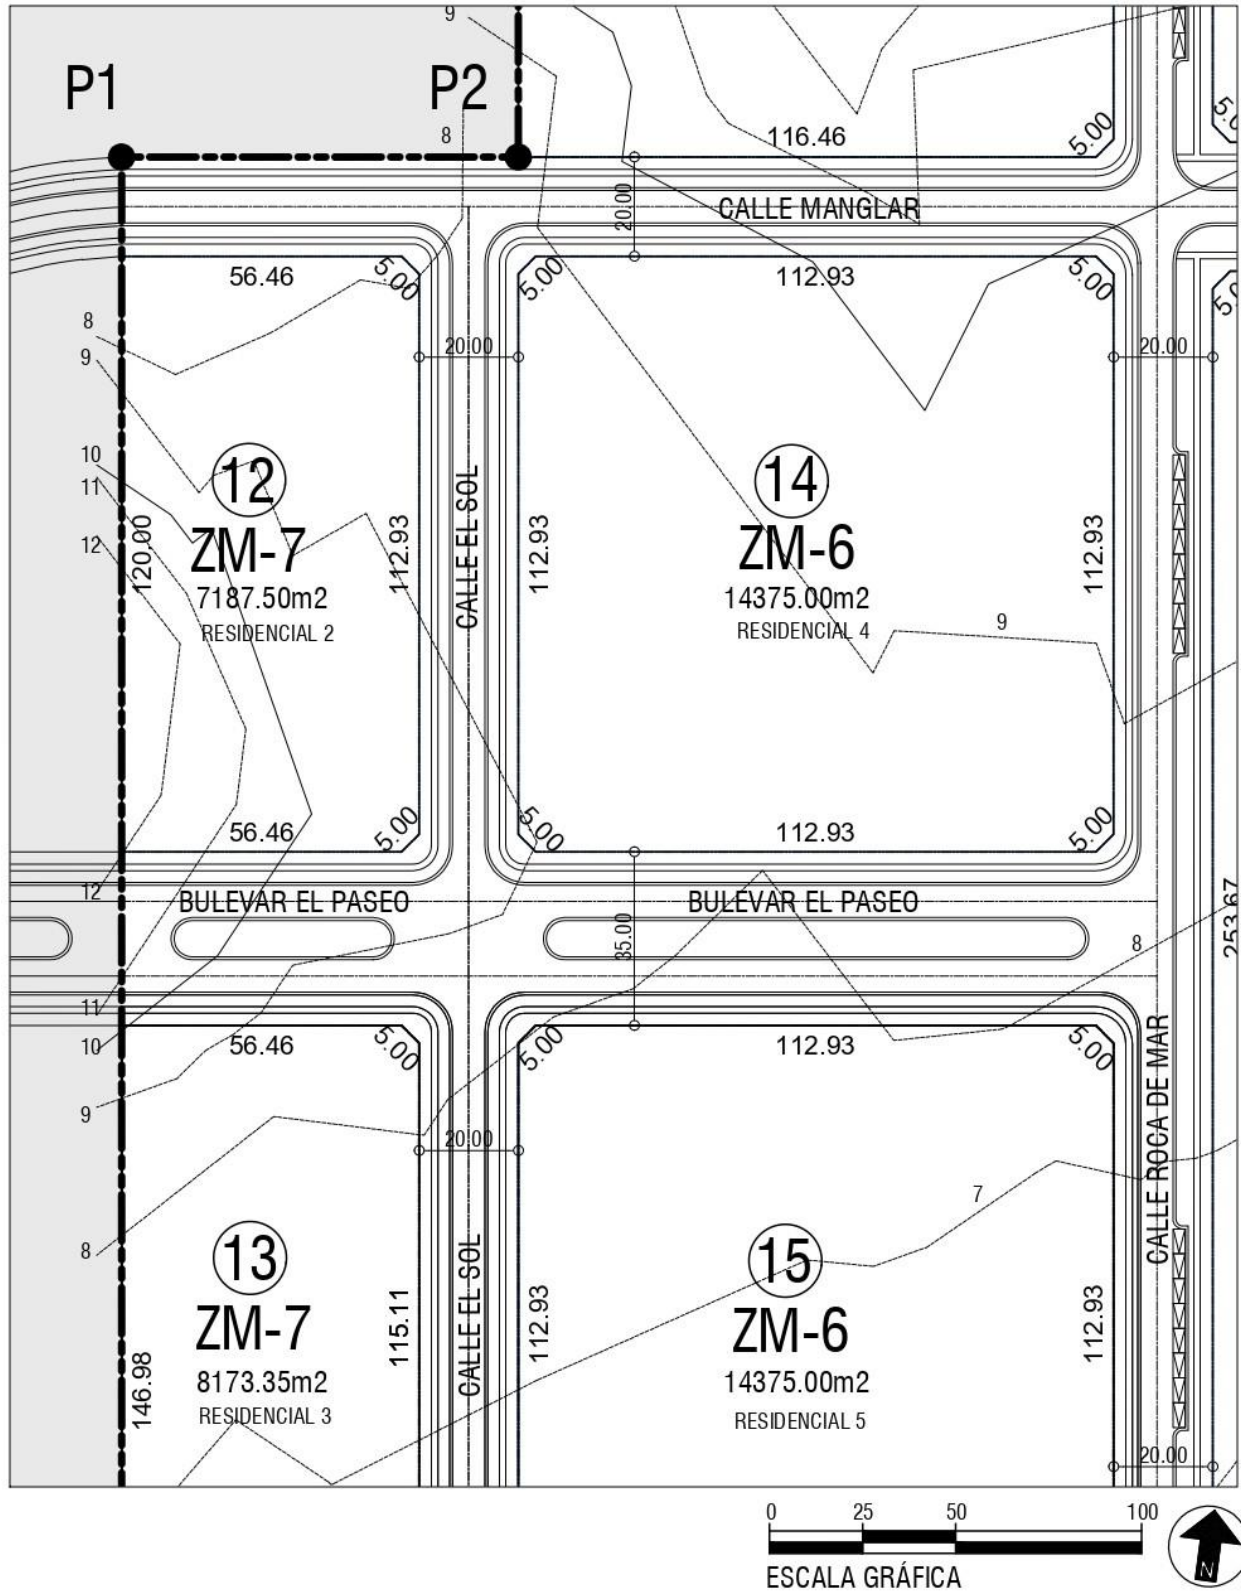 9
P1
P2
8
116.46
5.00
5.0
20.00
CALLE MANGLAR
56.46
5.00
5.00
112.93
5.00
5.0
8
9
20.00
20.00
10
11
12
12
ZM-7
7187.50m2
RESIDENCIAL 2
120.00
112.93
CALLE EL SOL
112.93
14
ZM-6
14375.00m2
RESIDENCIAL 4
112.93
9
56.46
5.00
5.00
112.93
5.00
12
BULEVAR EL PASEO
BULEVAR EL PASEO
35.00
8
253.67
11
10
56.46
5.00
5.00
112.93
5.00
9
20.00
8
7
CALLE ROCA DE MAR
13
ZM-7
8173.35m2
RESIDENCIAL 3
146.98
115.11
CALLE EL SOL
112.93
15
ZM-6
14375.00m2
RESIDENCIAL 5
112.93
20.00
0 25 50 100
ESCALA GRÁFICA
N